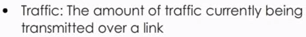 • Traffic: The amount of traffic currently being
transmitted over a link